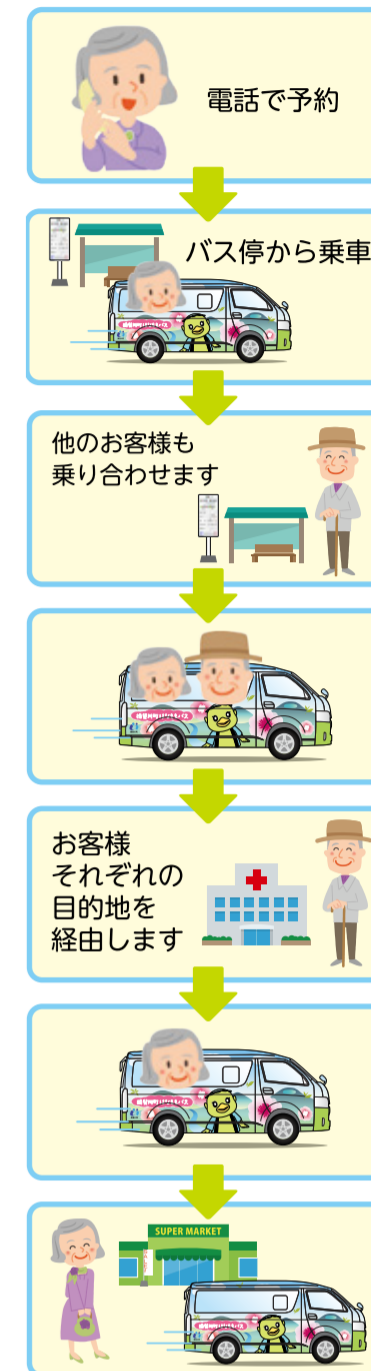 電話で予約
バス停から乗車
他のお客様も
乗り合わせます
お客様
それぞれの
目的地を
経由します
SUPER MARKET